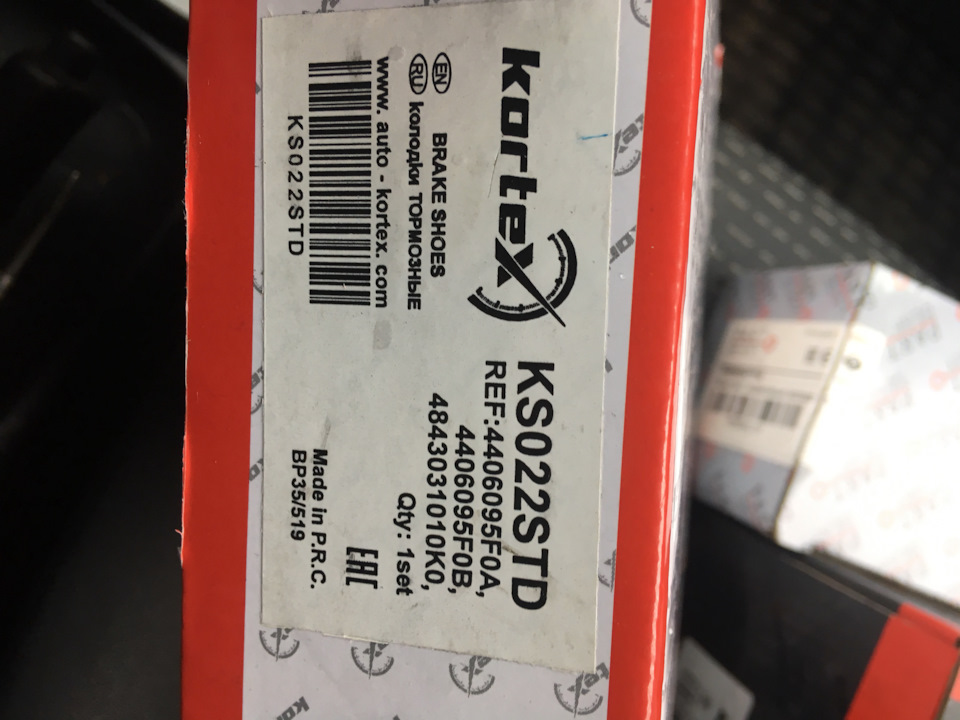 kortex
EN BRAKE SHOES
RU колодки ТОРМОЗНЫЕ
www. auto - kortex. com
KS022STD
KS022STD
REF:4406095F0A,
4406095F0B,
4843031010K0,
Qty: 1set
EAC
Made in P.R.C.
BP35/519